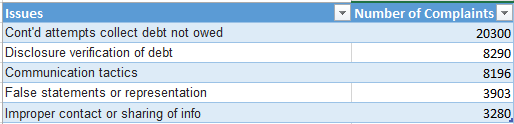 Issues Number of Complaints
Cont'd attempts collect debt not owed 20300
Disclosure verification of debt 8290
Communication tactics 8196
False statements or representation 3903
Improper contact or sharing of info 3280